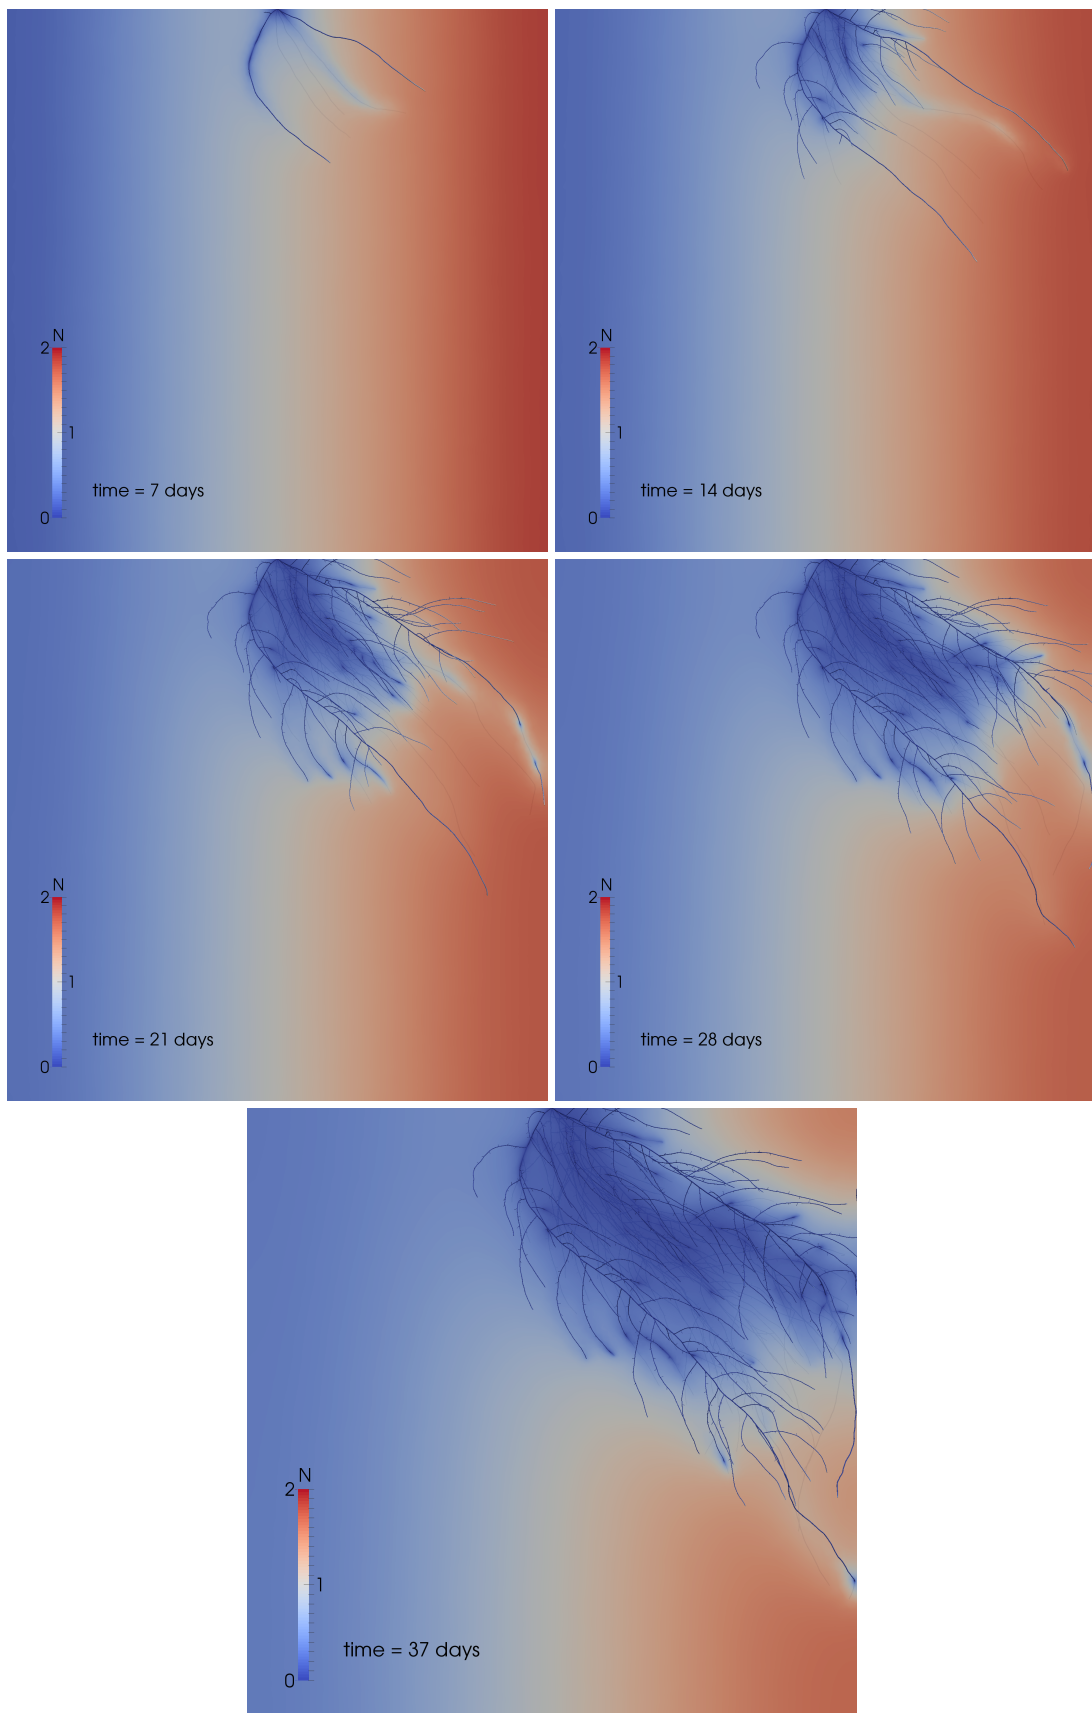 N
2
1
0
time = 7 days
N
2
1
0
time = 14 days
N
2
1
0
time = 21 days
N
2
1
0
time = 28 days
N
2
1
0
time = 37 days